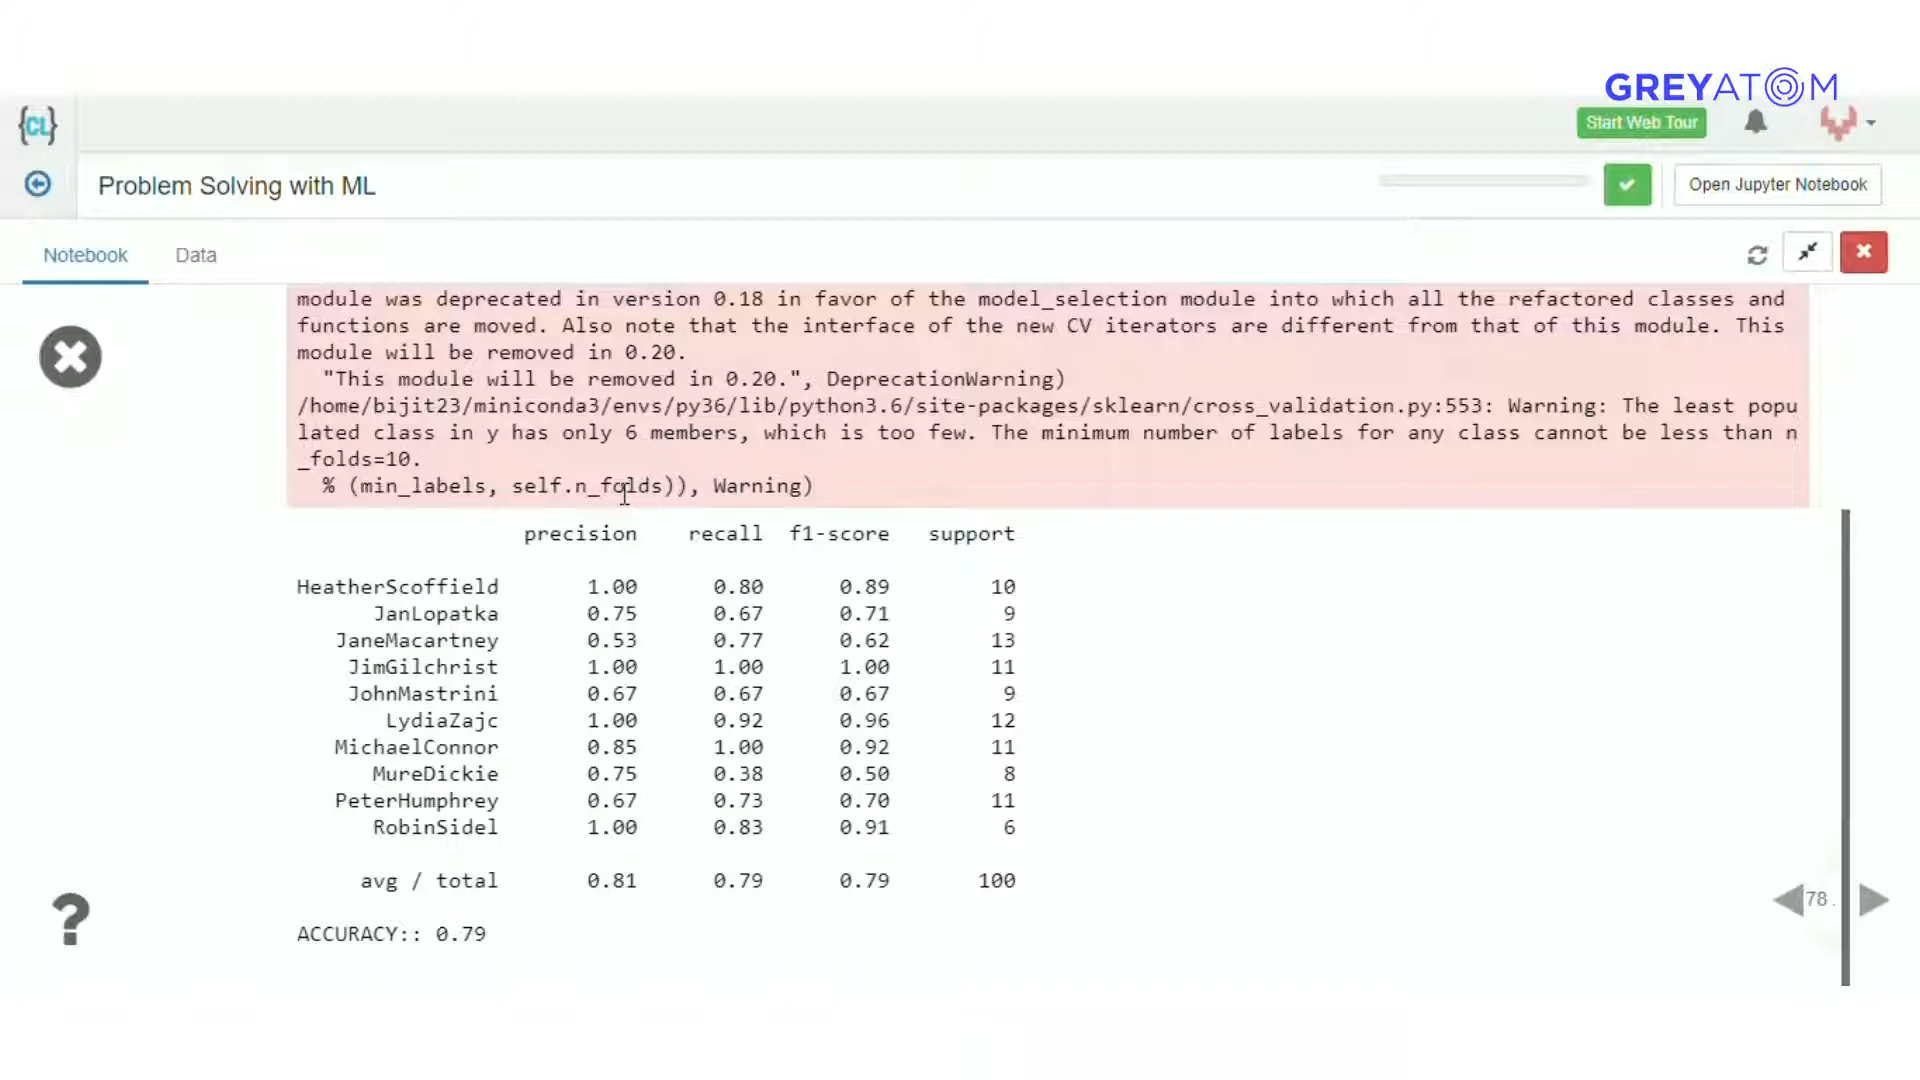 GREYATOM
{CL}
Start Web Tour
Problem Solving with ML
Open Jupyter Notebook
Notebook Data
module was deprecated in version 0.18 in favor of the model_selection module into which all the refactored classes and
functions are moved. Also note that the interface of the new CV iterators are different from that of this module. This
module will be removed in 0.20.
"This module will be removed in 0.20.", DeprecationWarning)
/home/bijit23/miniconda3/envs/py36/lib/python3.6/site-packages/sklearn/cross_validation.py:553: Warning: The least popu
lated class in y has only 6 members, which is too few. The minimum number of labels for any class cannot be less than n
_folds=10.
% (min_labels, self.n_folds)), Warning)
precision recall f1-score support
HeatherScoffield 1.00 0.80 0.89 10
JanLopatka 0.75 0.67 0.71 9
JaneMacartney 0.53 0.77 0.62 13
JimGilchrist 1.00 1.00 1.00 11
JohnMastrini 0.67 0.67 0.67 9
LydiaZajc 1.00 0.92 0.96 12
MichaelConnor 0.85 1.00 0.92 11
MureDickie 0.75 0.38 0.50 8
PeterHumphrey 0.67 0.73 0.70 11
RobinSidel 1.00 0.83 0.91 6
avg / total 0.81 0.79 0.79 100
ACCURACY:: 0.79
?
78 .